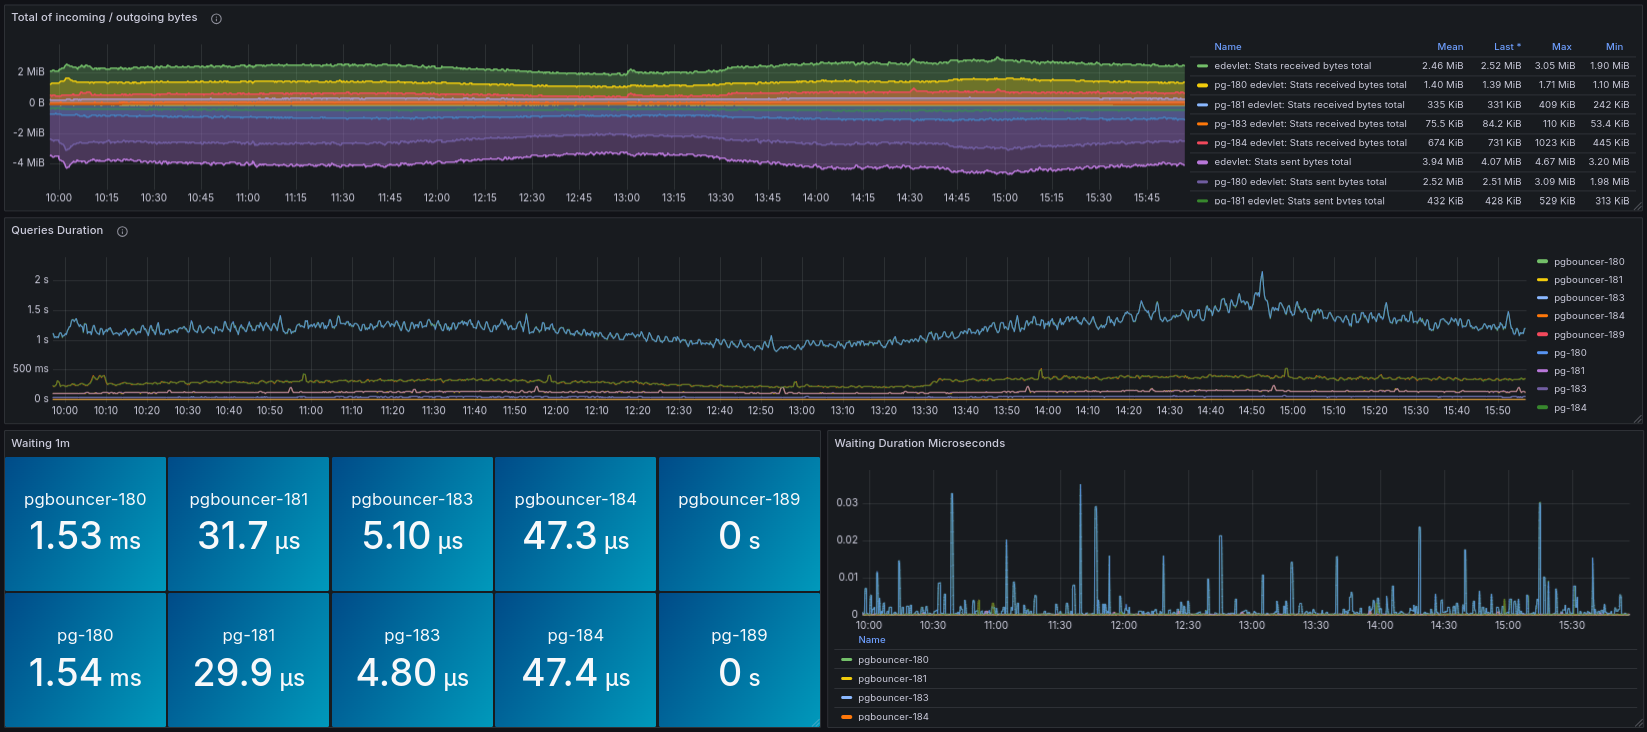 Total of incoming / outgoing bytes
2 MiB
0 B
-2 MiB
-4 MiB
10:00 10:15 10:30 10:45 11:00 11:15 11:30 11:45 12:00 12:15 12:30 12:45 13:00 13:15 13:30 13:45 14:00 14:15 14:30 14:45 15:00 15:15 15:30 15:45
Name Mean Last * Max Min
edevlet: Stats received bytes total 2.46 MiB 2.52 MiB 3.05 MiB 1.90 MiB
pg-180 edevlet: Stats received bytes total 1.40 MiB 1.39 MiB 1.71 MiB 1.10 MiB
pg-181 edevlet: Stats received bytes total 335 KiB 331 KiB 409 KiB 242 KiB
pg-183 edevlet: Stats received bytes total 75.5 KiB 84.2 KiB 110 KiB 53.4 KiB
pg-184 edevlet: Stats received bytes total 674 KiB 731 KiB 1023 KiB 445 KiB
edevlet: Stats sent bytes total 3.94 MiB 4.07 MiB 4.67 MiB 3.20 MiB
pg-180 edevlet: Stats sent bytes total 2.52 MiB 2.51 MiB 3.09 MiB 1.98 MiB
pg-181 edevlet: Stats sent bytes total 432 KiB 428 KiB 529 KiB 313 KiB
Queries Duration
2 s
1.5 s
1 s
500 ms
0 s
10:00 10:10 10:20 10:30 10:40 10:50 11:00 11:10 11:20 11:30 11:40 11:50 12:00 12:10 12:20 12:30 12:40 12:50 13:00 13:10 13:20 13:30 13:40 13:50 14:00 14:10 14:20 14:30 14:40 14:50 15:00 15:10 15:20 15:30 15:40 15:50
pgbouncer-180
pgbouncer-181
pgbouncer-183
pgbouncer-184
pgbouncer-189
pg-180
pg-181
pg-183
pg-184
Waiting 1m
pgbouncer-180
1.53 ms
pgbouncer-181
31.7 µs
pgbouncer-183
5.10 µs
pgbouncer-184
47.3 µs
pgbouncer-189
0 s
pg-180
1.54 ms
pg-181
29.9 µs
pg-183
4.80 µs
pg-184
47.4 µs
pg-189
0 s
Waiting Duration Microseconds
0.03
0.02
0.01
0
10:00 10:30 11:00 11:30 12:00 12:30 13:00 13:30 14:00 14:30 15:00 15:30
Name
pgbouncer-180
pgbouncer-181
pgbouncer-183
pgbouncer-184